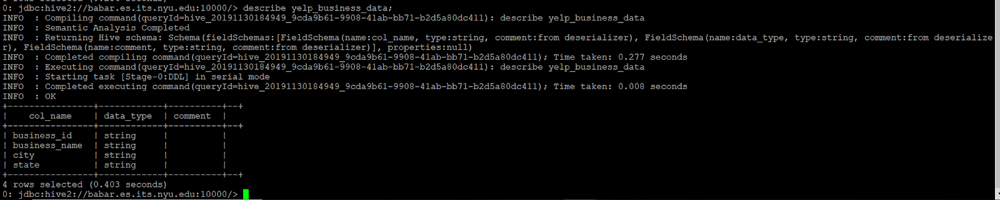 0: jdbc:hive2://babar.es.its.nyu.edu:10000/> describe yelp_business_data;
INFO  : Compiling command(queryId=hive_20191130184949_9cda9b61-9908-41ab-bb71-b2d5a80dc411): describe yelp_business_data
INFO  : Semantic Analysis Completed
INFO  : Returning Hive schema: Schema(fieldSchemas:[FieldSchema(name:col_name, type:string, comment:from deserializer), FieldSchema(name:data_type, type:string, comment:from deserialize
r), FieldSchema(name:comment, type:string, comment:from deserializer)], properties:null)
INFO  : Completed compiling command(queryId=hive_20191130184949_9cda9b61-9908-41ab-bb71-b2d5a80dc411); Time taken: 0.277 seconds
INFO  : Executing command(queryId=hive_20191130184949_9cda9b61-9908-41ab-bb71-b2d5a80dc411): describe yelp_business_data
INFO  : Starting task [Stage-0:DDL] in serial mode
INFO  : Completed executing command(queryId=hive_20191130184949_9cda9b61-9908-41ab-bb71-b2d5a80dc411); Time taken: 0.008 seconds
INFO  : OK
+----------------+------------+----------+--+
|    col_name    | data_type  | comment  |
+----------------+------------+----------+--+
| business_id    | string     |          |
| business_name  | string     |          |
| city           | string     |          |
| state          | string     |          |
+----------------+------------+----------+--+
4 rows selected (0.403 seconds)
0: jdbc:hive2://babar.es.its.nyu.edu:10000/>